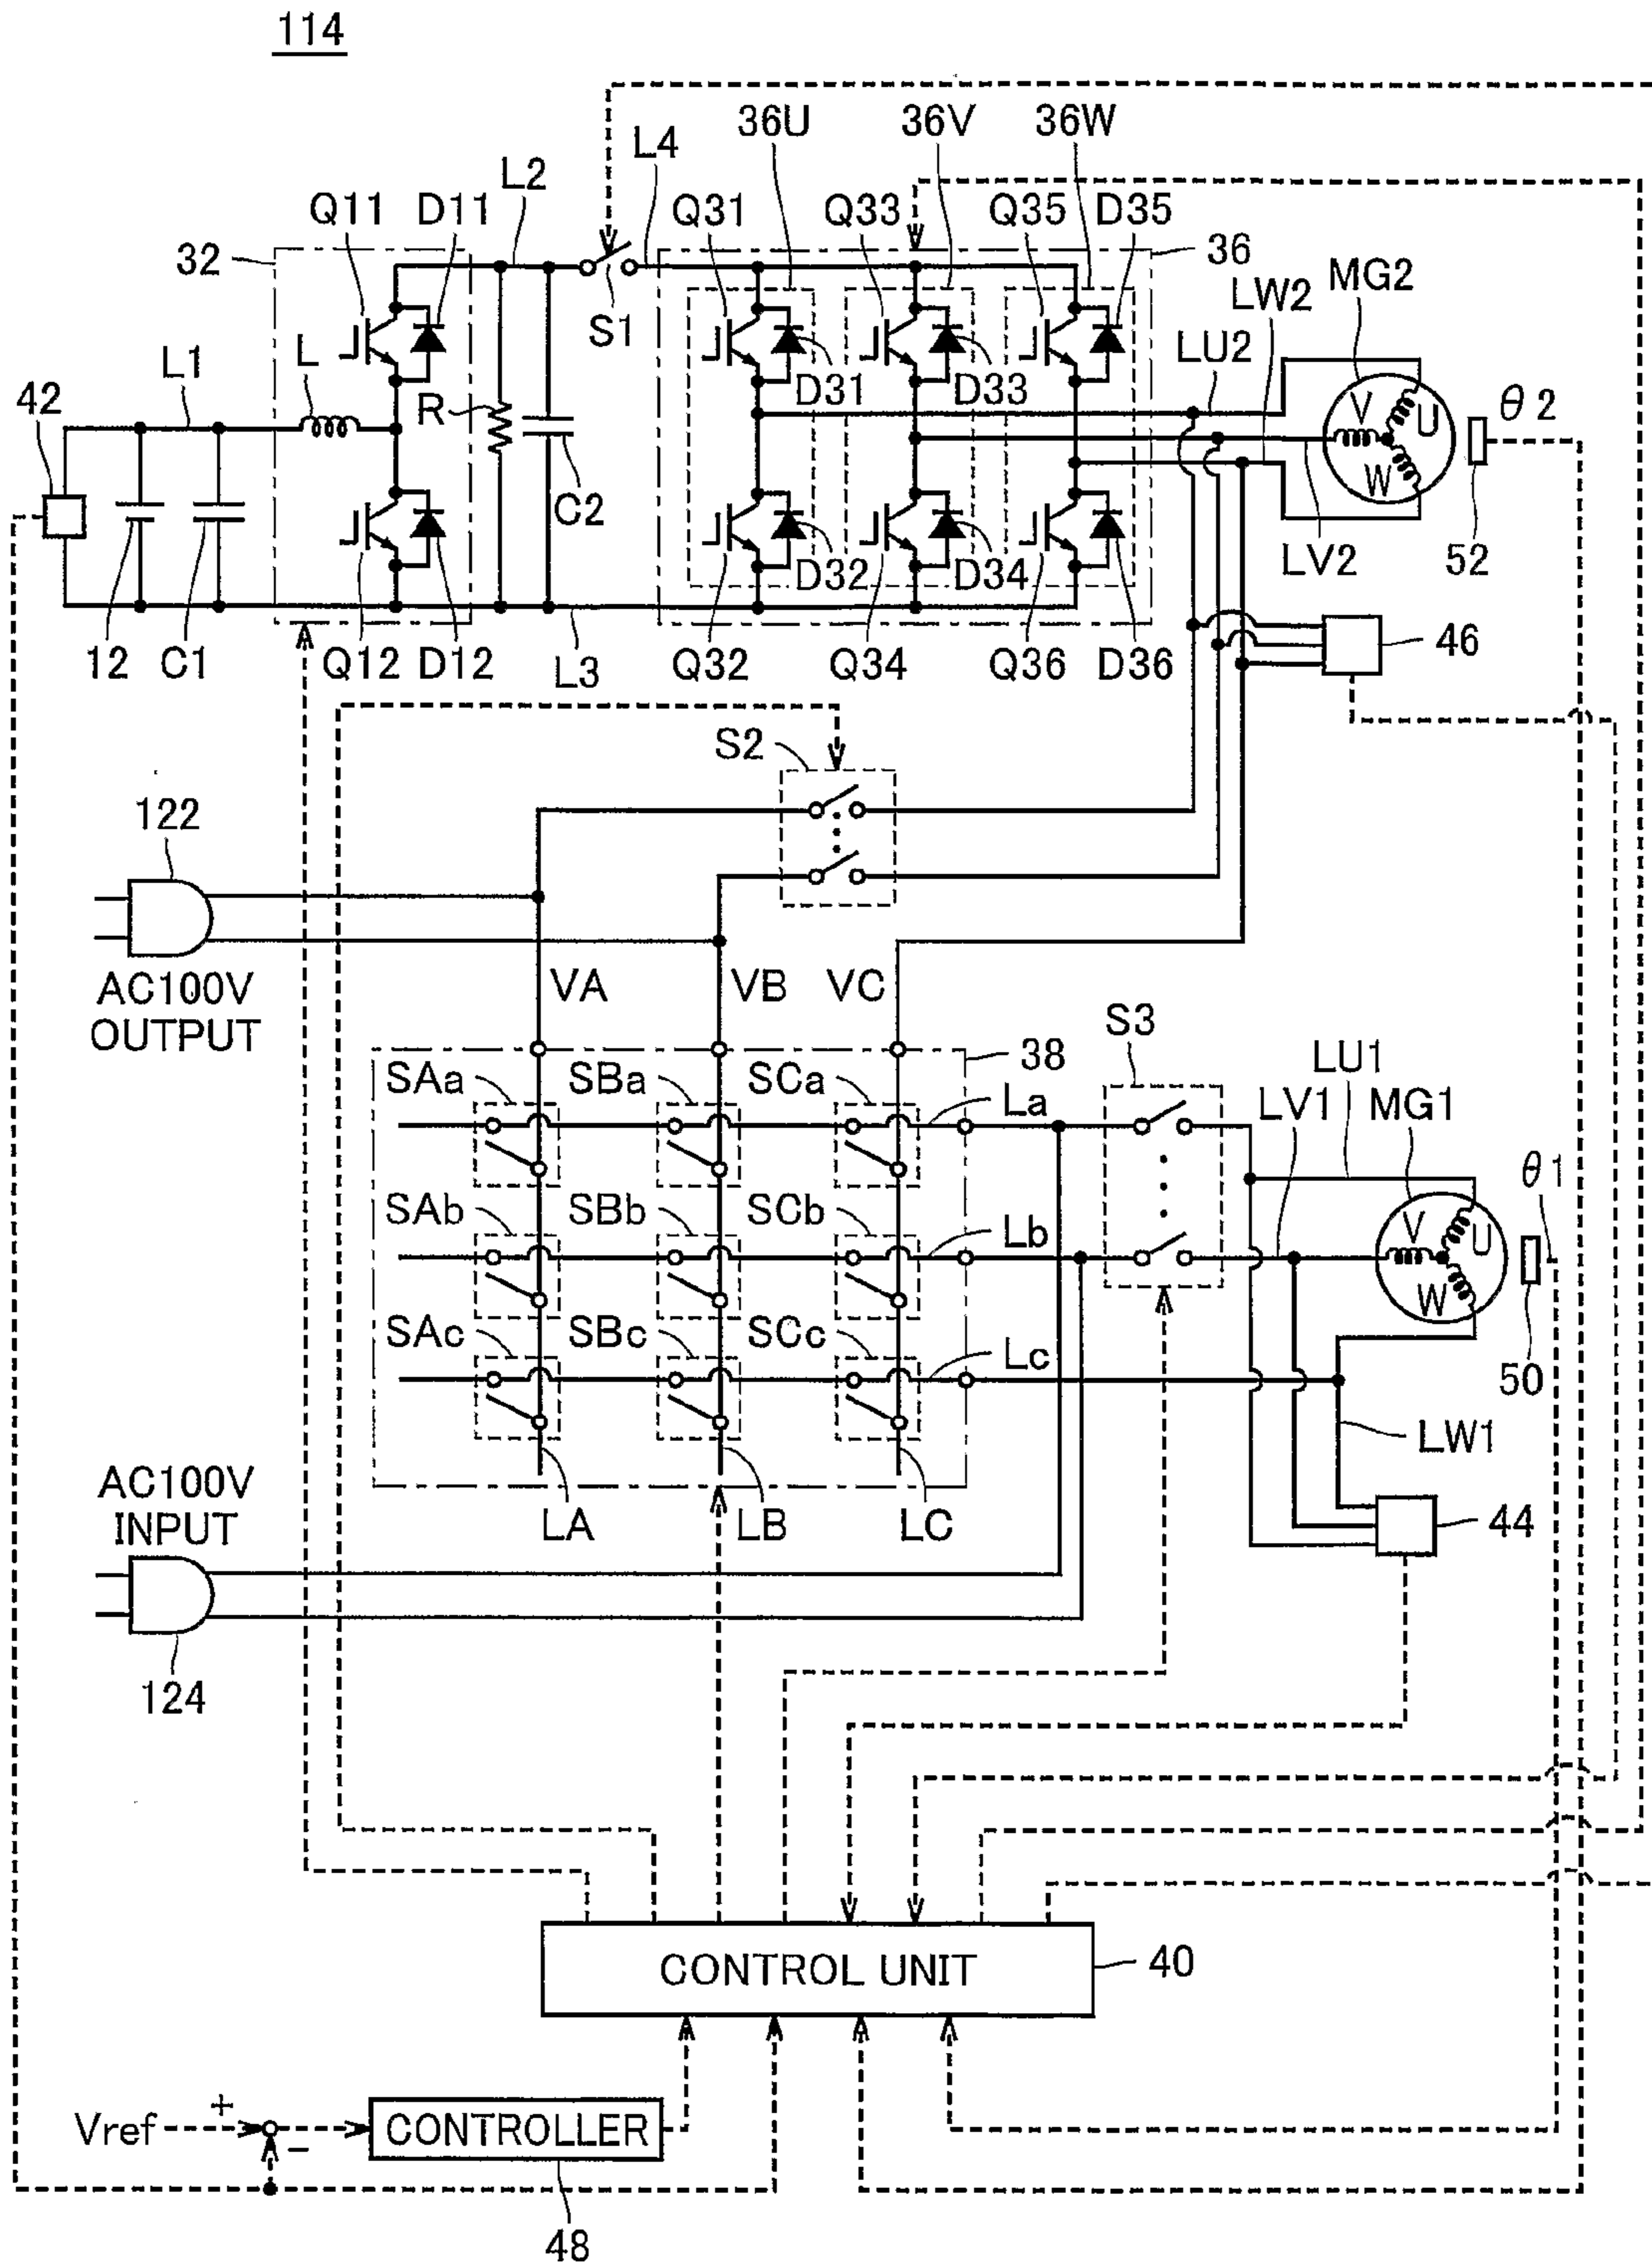 114
36U
36V
36W
L4
L2
Q11
D11
Q31
Q33
Q35
D35
32
36
MG2
LW2
S1
LU2
L1
L
42
R
D31
D33
V
U
W
θ2
C2
D32
D34
LV2
52
12
C1
Q12
D12
L3
Q32
Q34
Q36
D36
46
S2
122
AC100V
OUTPUT
VA
VB
VC
S3
38
SAa
SBa
SCa
La
LU1
LV1
MG1
θ1
SAb
SBb
SCb
Lb
V
U
W
SAc
SBc
SCc
Lc
50
LW1
AC100V
INPUT
LA
LB
LC
44
124
CONTROL UNIT
40
Vref
+
-
CONTROLLER
48